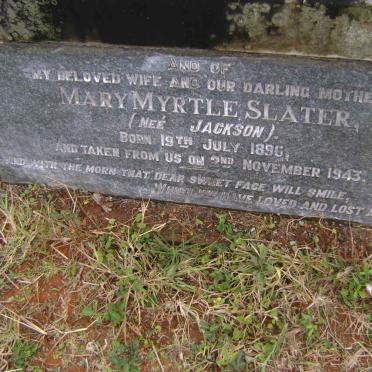 AND OF
MY BELOVED WIFE AND OUR DARLING MOTHE
MARY MYRTLE SLATER,
(NEÉ JACKSON).
BORN 19TH JULY 1896,
AND TAKEN FROM US ON 2ND NOVEMBER 1943.
AND WITH THE MORN THAT DEAR SWEET FACE WILL SMILE,
WHICH WE HAVE LOVED AND LOST A